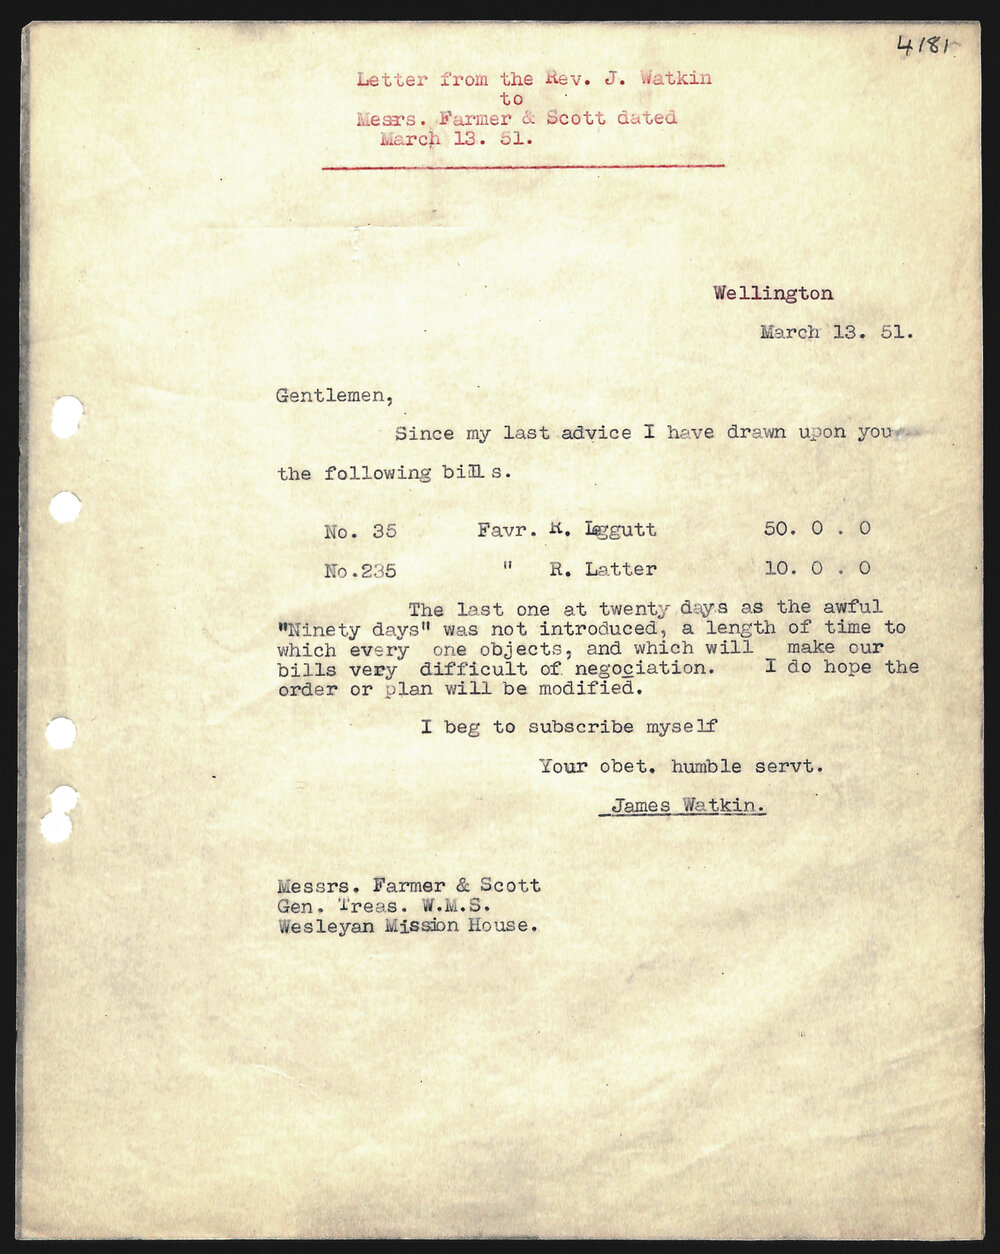 4181
Letter from the Rev. J. Watkin
to
Messrs. Farmer & Scott dated
March 13. 51.
Wellington
March 13. 51.
Gentlemen,
Since my last advice I have drawn upon you
the following bills.
No. 35 Favr. R. Leggutt 50. 0 . 0
No.235 " R. Latter 10. 0 . 0
The last one at twenty days as the awful
"Ninety days" was not introduced, a length of time to
which every one objects, and which will make our
bills very difficult of negociation. I do hope the
order or plan will be modified.
I beg to subscribe myself
Your obet. humble servt.
James Watkin.
Messrs. Farmer & Scott
Gen. Treas. W.M.S.
Wesleyan Mission House.